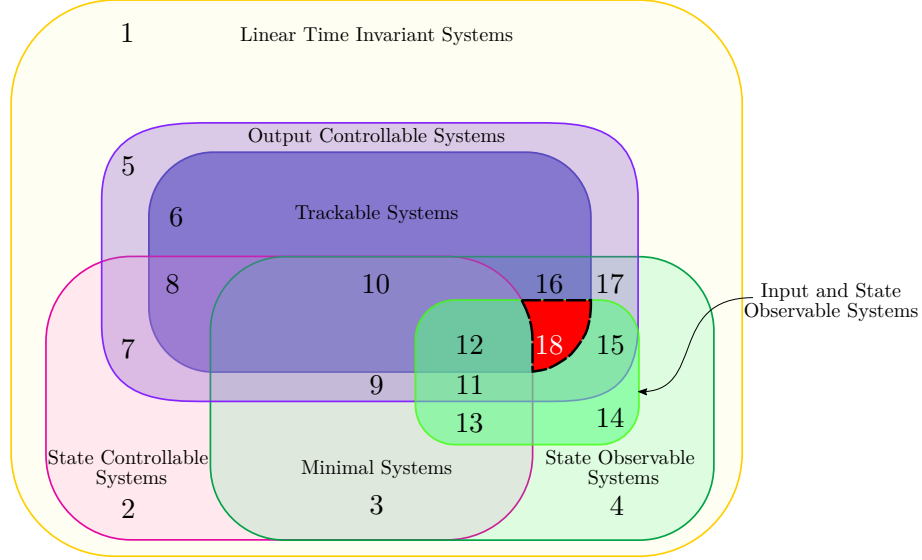 1
Linear Time Invariant Systems
Output Controllable Systems
5
6
Trackable Systems
8
10
16
17
Input and State
Observable Systems
7
12
18
15
9
11
13
14
State Controllable
Systems
Minimal Systems
State Observable
Systems
2
3
4